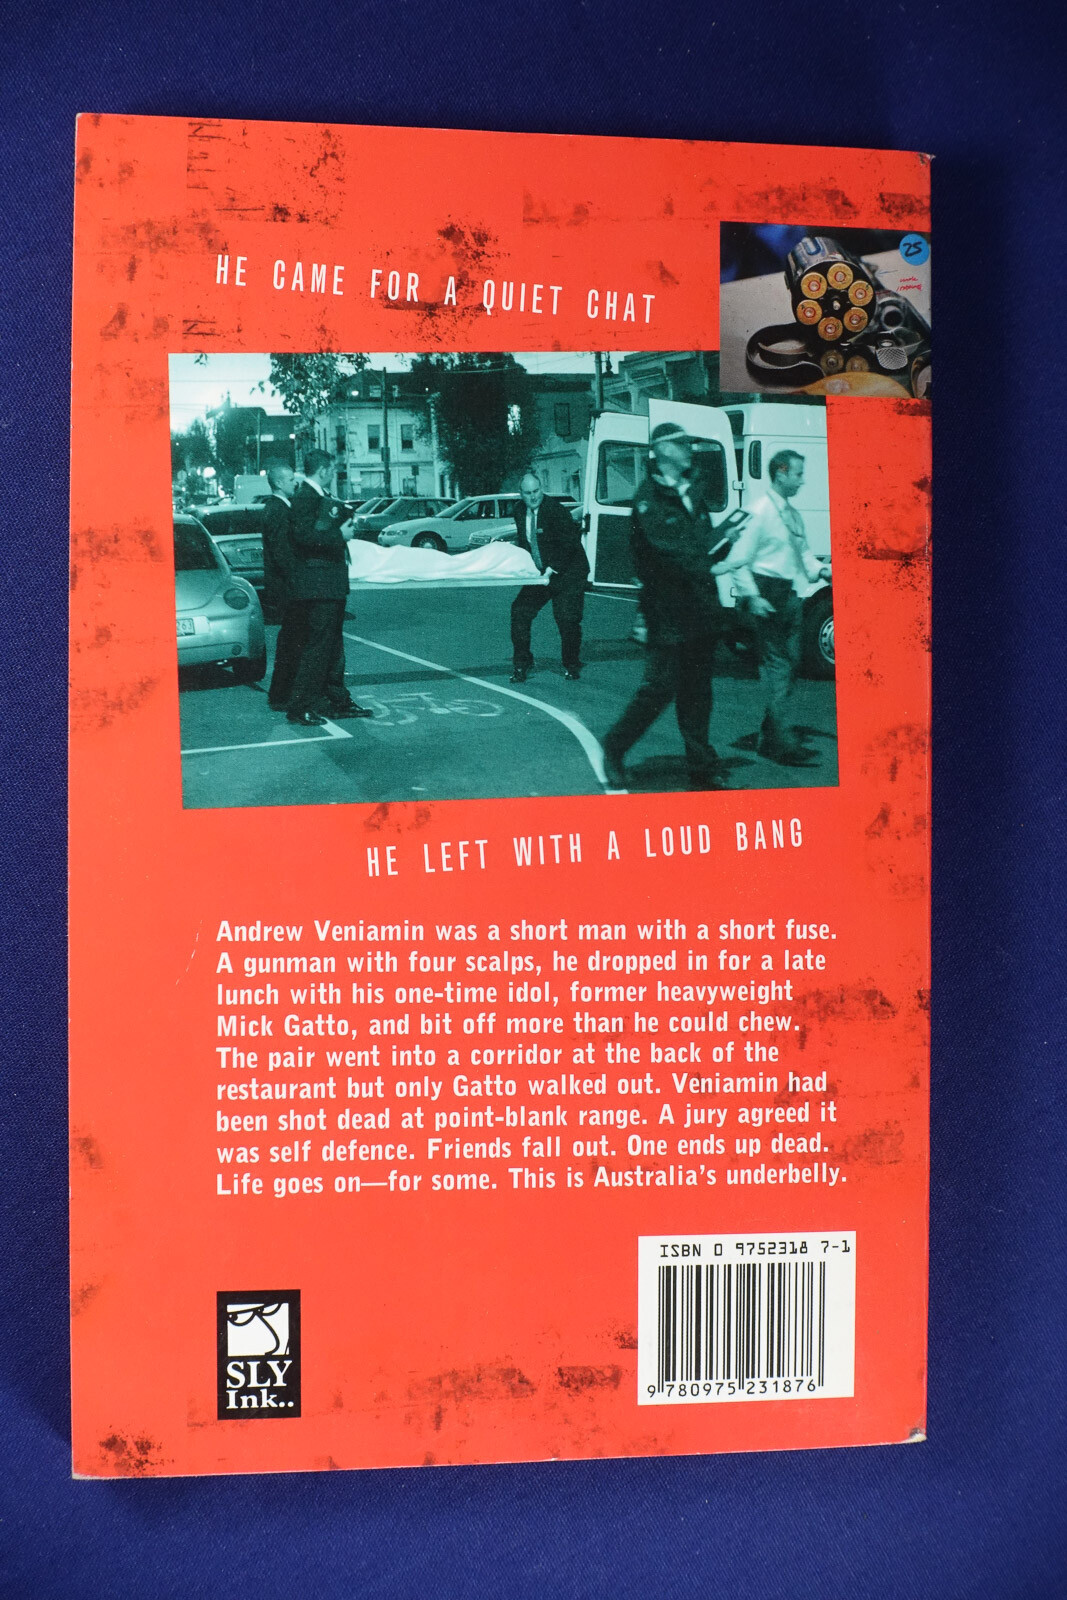 HE CAME FOR A QUIET CHAT
25
HE LEFT WITH A LOUD BANG
Andrew Veniamin was a short man with a short fuse.
A gunman with four scalps, he dropped in for a late
lunch with his one-time idol, former heavyweight
Mick Gatto, and bit off more than he could chew.
The pair went into a corridor at the back of the
restaurant but only Gatto walked out. Veniamin had
been shot dead at point-blank range. A jury agreed it
was self defence. Friends fall out. One ends up dead.
Life goes on—for some. This is Australia's underbelly.
ISBN 0 9752318 7-1
9 780975 231876
SLY
Ink..